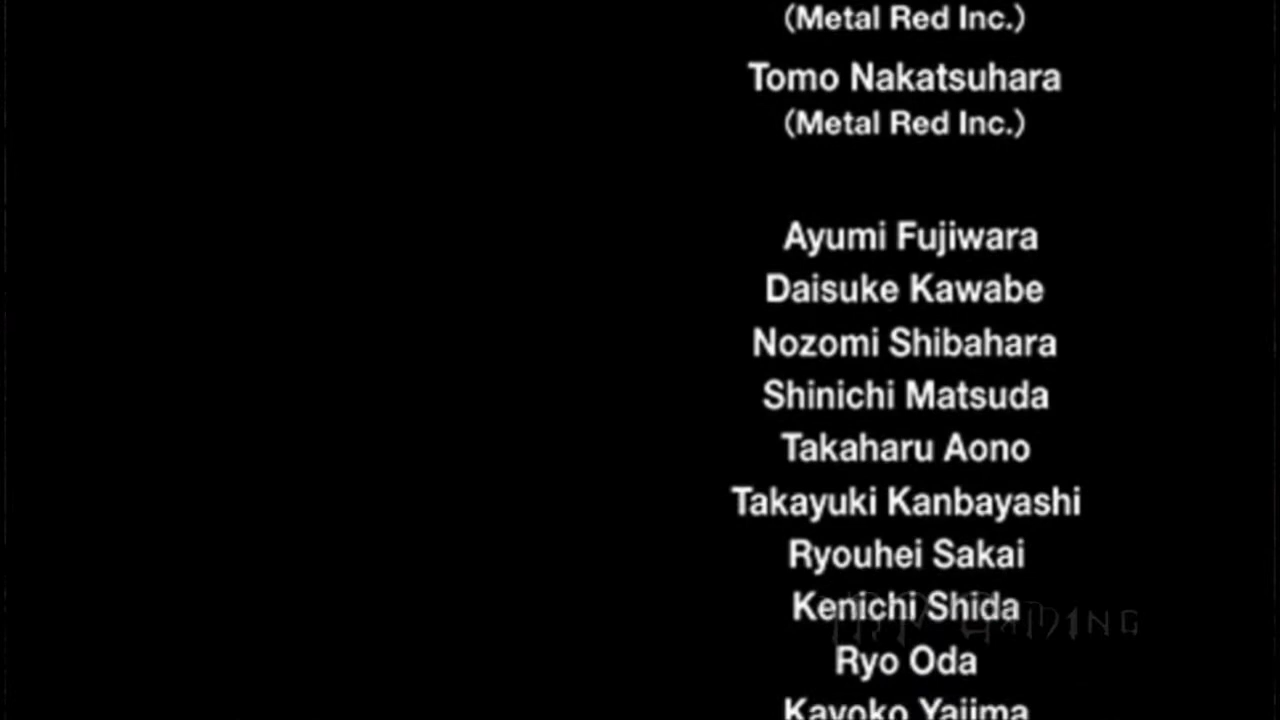 (Metal Red Inc.)
Tomo Nakatsuhara
(Metal Red Inc.)
Ayumi Fujiwara
Daisuke Kawabe
Nozomi Shibahara
Shinichi Matsuda
Takaharu Aono
Takayuki Kanbayashi
Ryouhei Sakai
Kenichi Shida
Ryo Oda
Kayoko Yajima